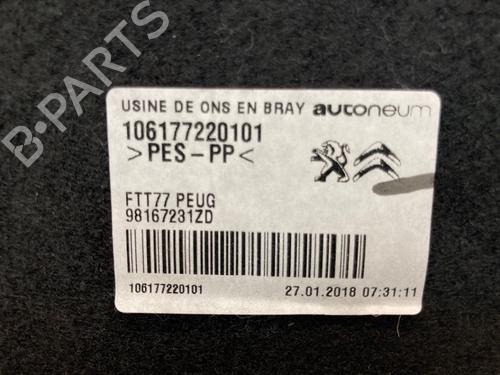 USINE DE ONS EN BRAY autoneum
106177220101
>PES-PP<
FTT77 PEUG
98167231ZD
106177220101 27.01.2018 07:31:11